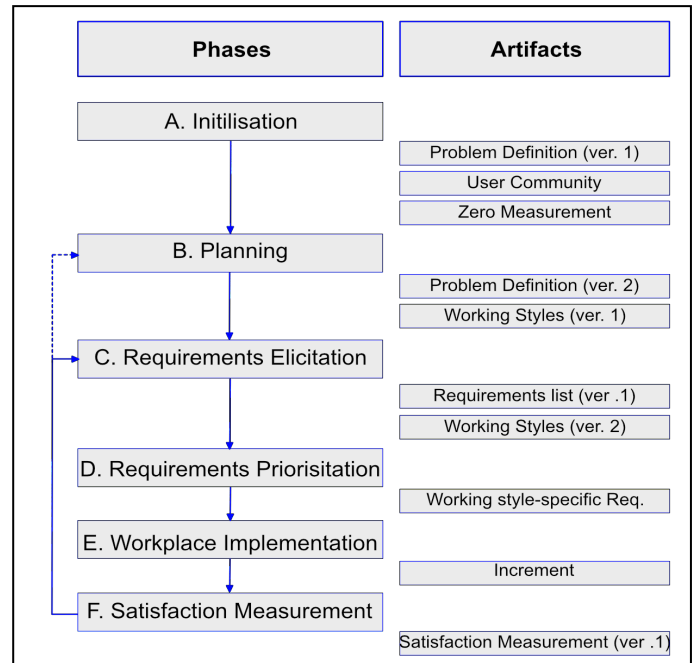 Phases
Artifacts
A. Initilisation
Problem Definition (ver. 1)
User Community
Zero Measurement
B. Planning
Problem Definition (ver. 2)
Working Styles (ver. 1)
C. Requirements Elicitation
Requirements list (ver .1)
Working Styles (ver. 2)
D. Requirements Priorisitation
Working style-specific Req.
E. Workplace Implementation
Increment
F. Satisfaction Measurement
Satisfaction Measurement (ver .1)